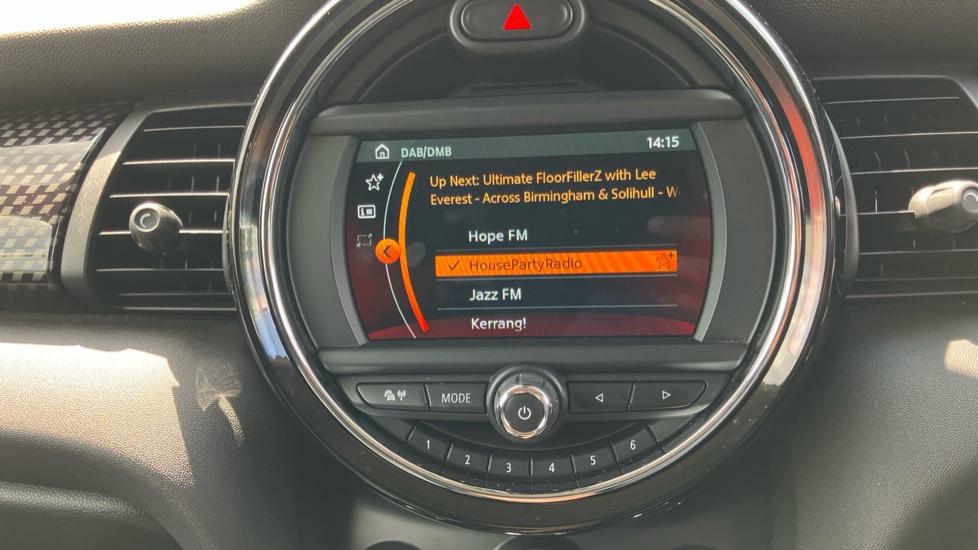 DAB/DMB 14:15
Up Next: Ultimate FloorFillerZ with Lee
Everest - Across Birmingham & Solihull - W
Hope FM
HousePartyRadio
Jazz FM
Kerrang!
MODE
1 2 3 4 5 6